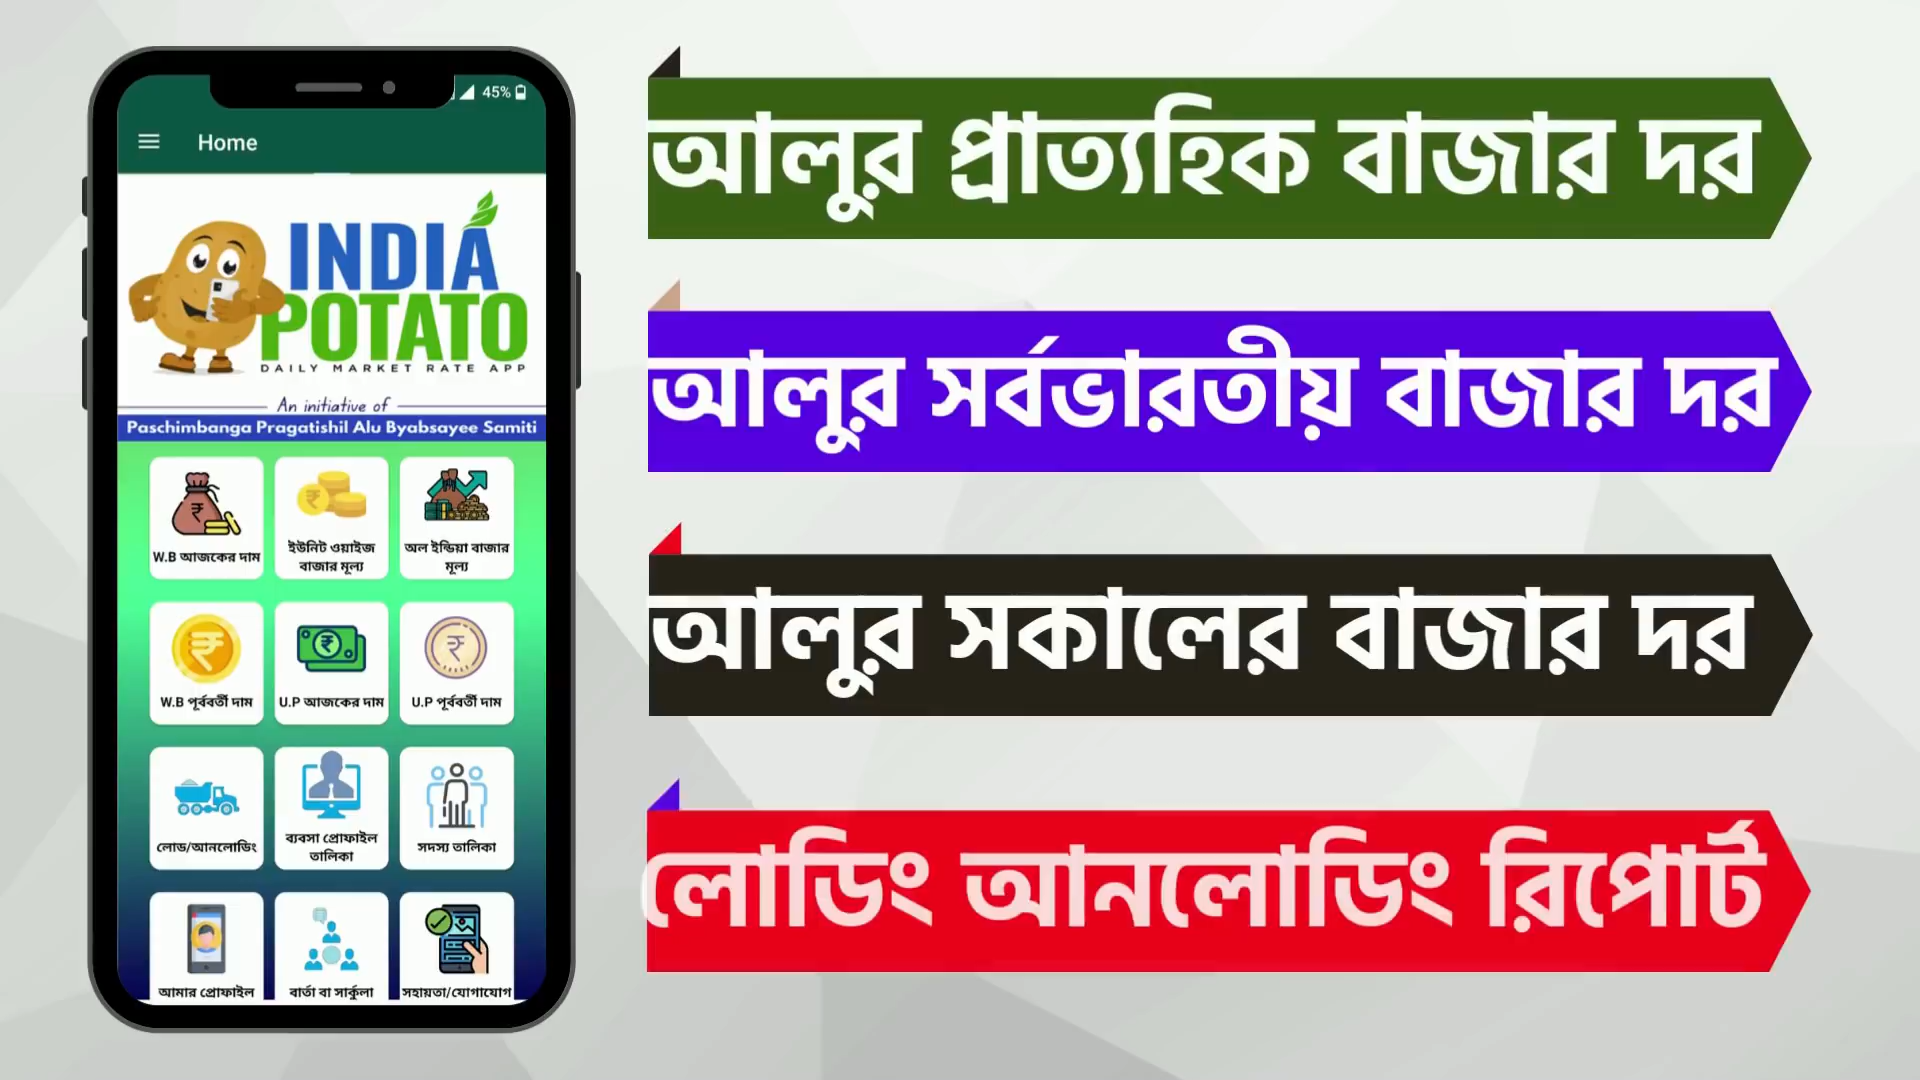 45%
Home
INDIA
POTATO
DAILY MARKET RATE APP
An initiative of
Paschimbanga Pragatishil Alu Byabsayee Samiti
W.B আজকের দাম
ইউনিট ওয়াইজ
বাজার মূল্য
অল ইন্ডিয়া বাজার
মূল্য
W.B পূর্ববর্তী দাম
U.P আজকের দাম
U.P পূর্ববর্তী দাম
লোড/আনলোডিং
ব্যবসা প্রোফাইল
তালিকা
সদস্য তালিকা
আমার প্রোফাইল
বার্তা বা সার্কুলা
সহায়তা/যোগাযোগ
আলুর প্রাত্যহিক বাজার দর
আলুর সর্বভারতীয় বাজার দর
আলুর সকালের বাজার দর
লোডিং আনলোডিং রিপোর্ট